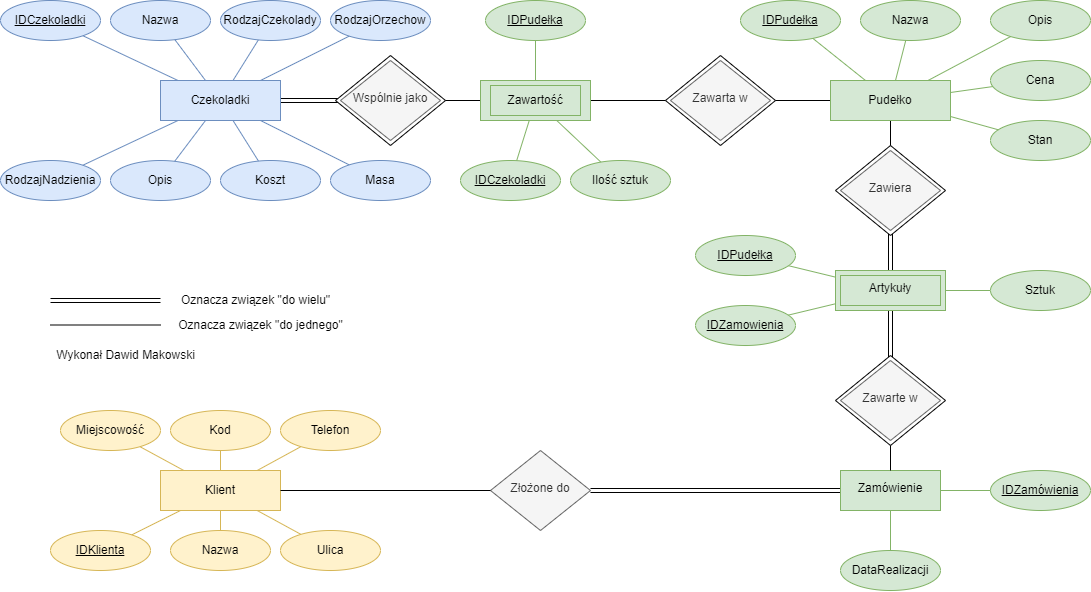 IDCzekoladki
Nazwa
RodzajCzekolady
RodzajOrzechow
IDPudełka
IDPudełka
Nazwa
Opis
Czekoladki
Wspólnie jako
Zawartość
Zawarta w
Pudełko
Cena
Stan
RodzajNadzienia
Opis
Koszt
Masa
IDCzekoladki
Ilość sztuk
Zawiera
IDPudełka
Artykuły
Sztuk
IDZamowienia
Oznacza związek "do wielu"
Oznacza związek "do jednego"
Wykonał Dawid Makowski
Zawarte w
Miejscowość
Kod
Telefon
Klient
Złożone do
Zamówienie
IDZamówienia
IDKlienta
Nazwa
Ulica
DataRealizacji